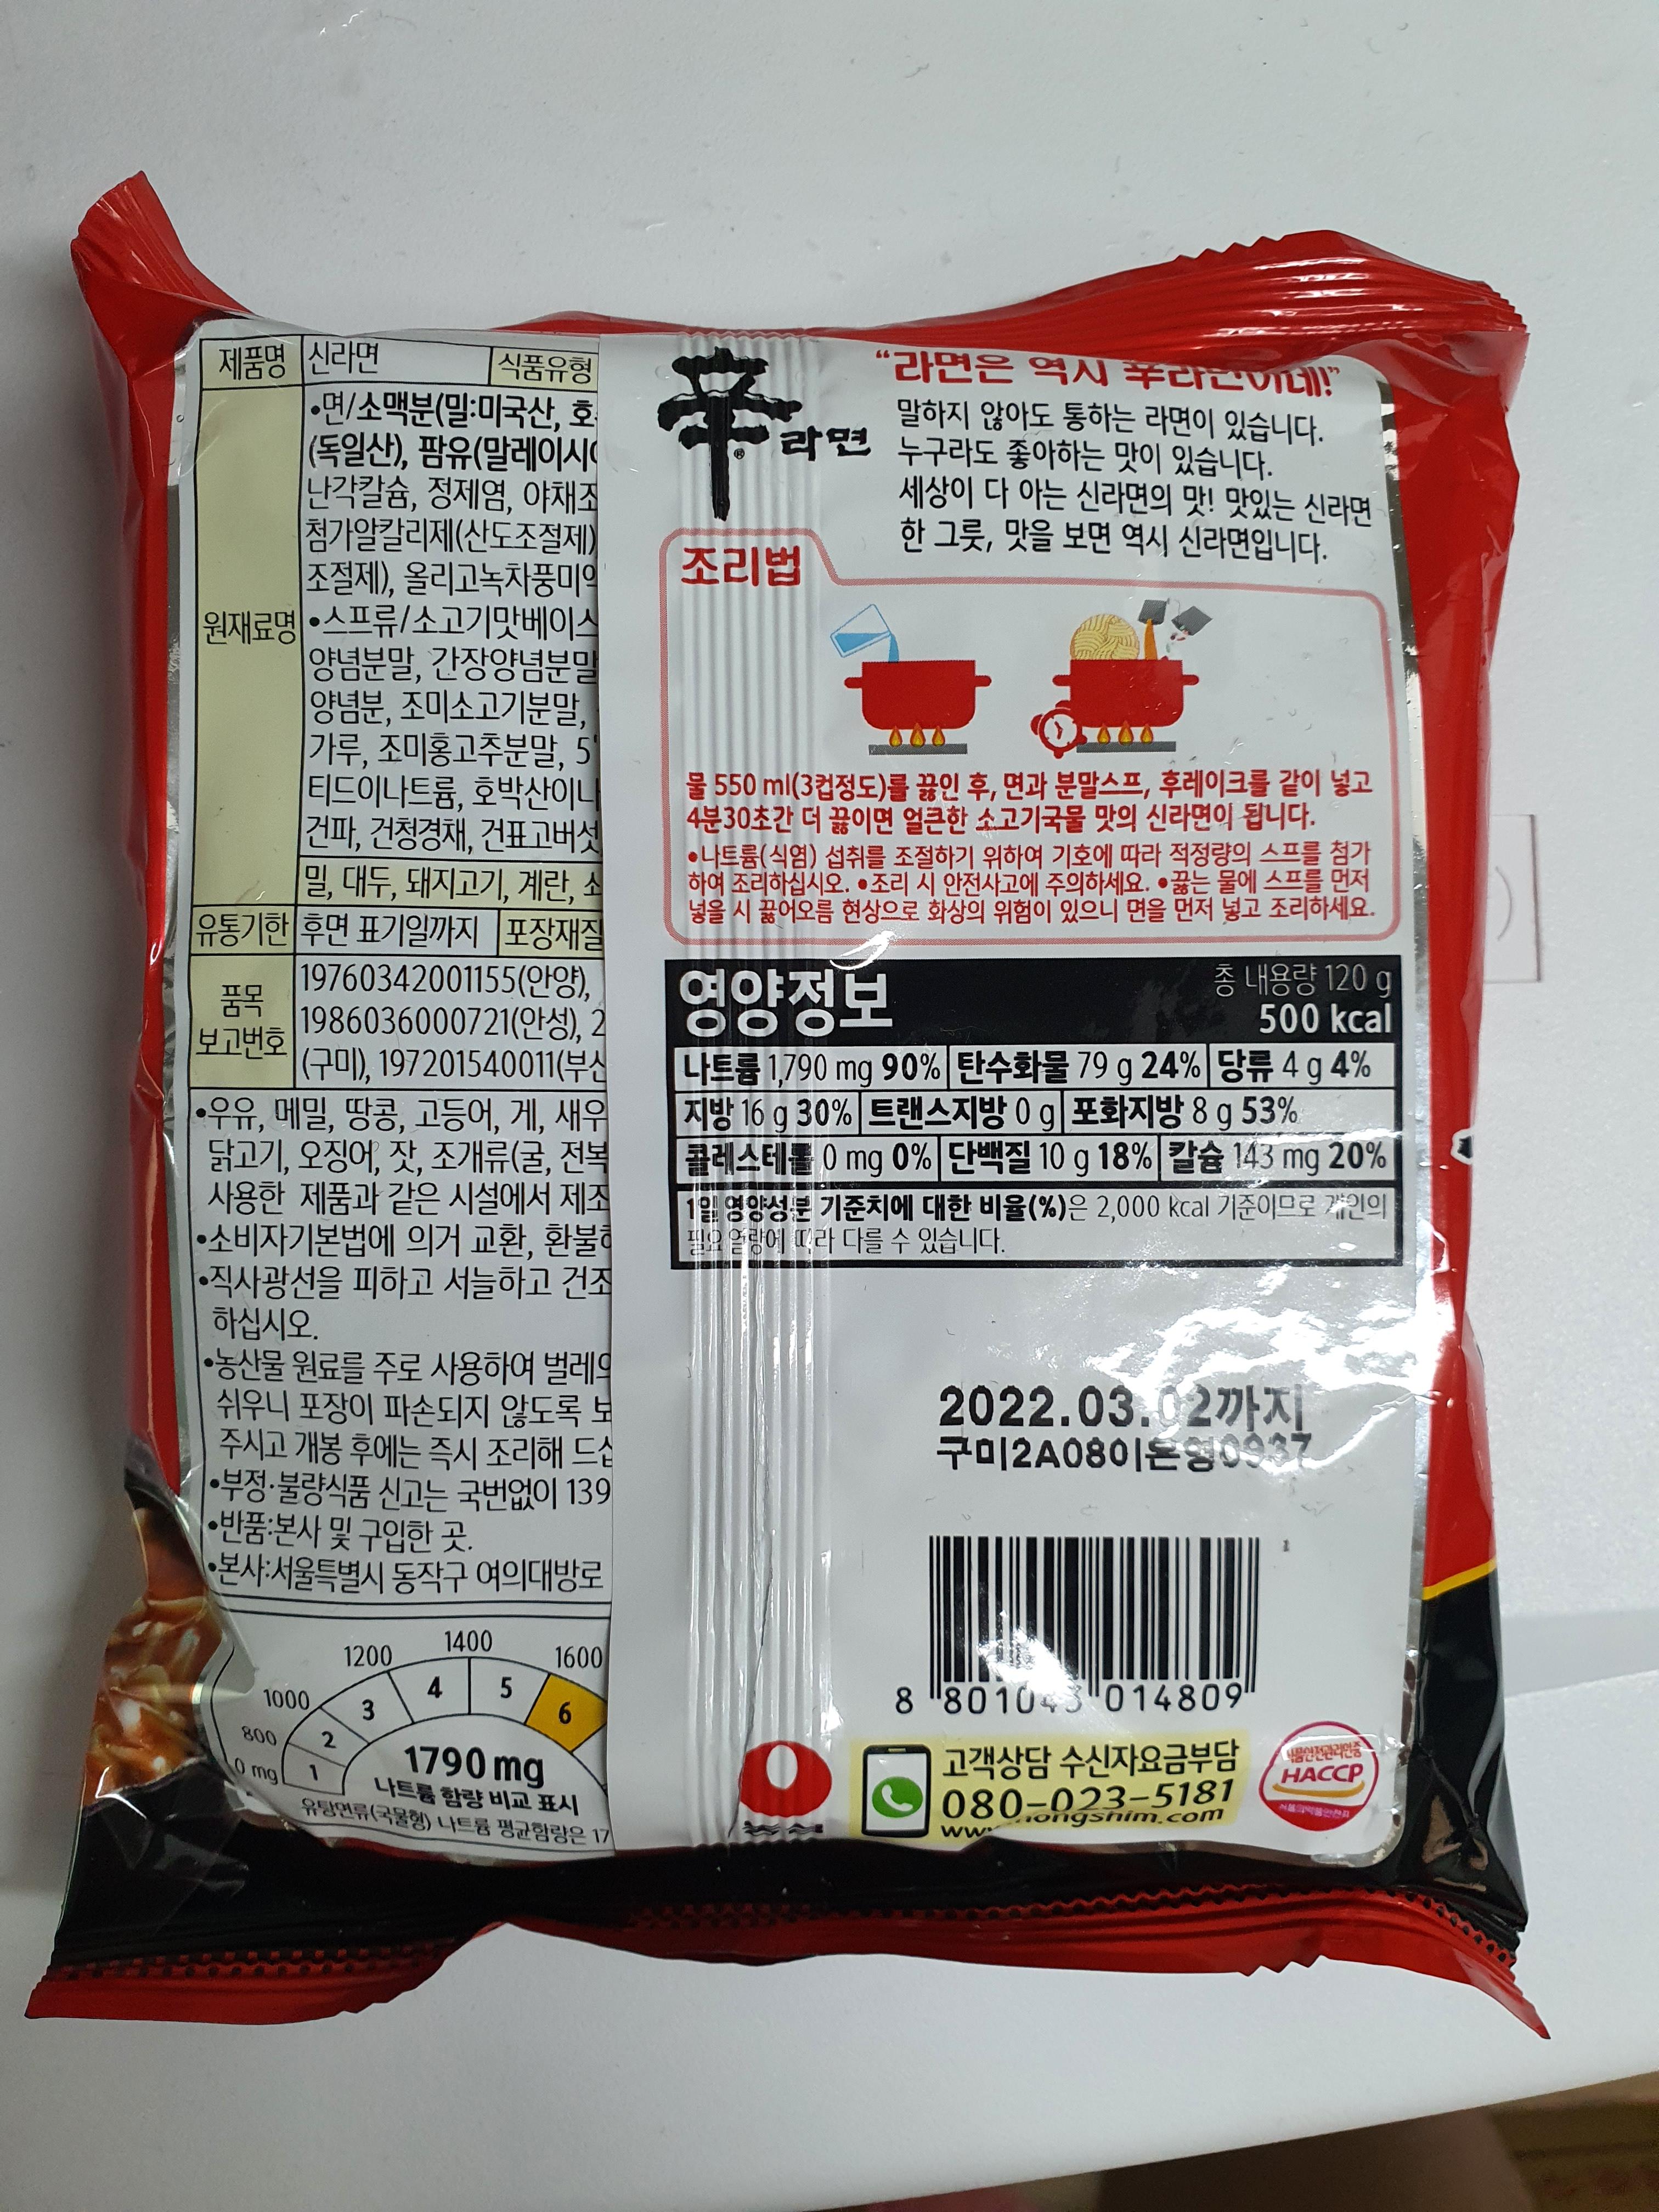 제품명 신라면 식품유형
•면/소맥분(밀:미국산,
(독일산), 팜유(말레이시
난각칼슘, 정제염, 야채조
첨가알칼리제(산도조절제)
조절제), 올리고녹차풍미
원재료명
•스프류/소고기맛베이스
양념분말, 간장양념분말
양념분, 조미소고기분말,
가루, 조미홍고추분말, 5'
티드이나트륨, 호박산이나
건파, 건청경채, 건표고버섯
밀, 대두, 돼지고기, 계란,
유통기한 후면 표기일까지 포장재질
품목
보고번호
19760342001155(안양),
1986036000721(안성), 2
(구미), 197201540011(부산
•우유, 메밀, 땅콩, 고등어, 게, 새우
닭고기, 오징어, 잣, 조개류(굴, 전복
사용한 제품과 같은 시설에서 제조
•소비자기본법에 의거 교환, 환불
•직사광선을 피하고 서늘하고 건조
하십시오.
•농산물 원료를 주로 사용하여 벌레
쉬우니 포장이 파손되지 않도록 보
주시고 개봉 후에는 즉시 조리해 드십
•부정·불량식품 신고는 국번없이 139
•반품:본사 및 구입한 곳.
•본사:서울특별시 동작구 여의대방로
0 mg 800 1000 1200 1400 1600
1 2 3 4 5 6
1790 mg
나트륨 함량 비교 표시
유탕면류(국물형) 나트륨 평균함량은 17
辛라면
“라면은 역시 辛라면이네!”
말하지 않아도 통하는 라면이 있습니다.
누구라도 좋아하는 맛이 있습니다.
세상이 다 아는 신라면의 맛! 맛있는 신라면
한 그릇, 맛을 보면 역시 신라면입니다.
조리법
물 550 ml(3컵정도)를 끓인 후, 면과 분말스프, 후레이크를 같이 넣고
4분30초간 더 끓이면 얼큰한 소고기국물 맛의 신라면이 됩니다.
•나트륨(식염) 섭취를 조절하기 위하여 기호에 따라 적정량의 스프를 첨가
하여 조리하십시오. •조리 시 안전사고에 주의하세요. •끓는 물에 스프를 먼저
넣을 시 끓어오름 현상으로 화상의 위험이 있으니 면을 먼저 넣고 조리하세요.
영양정보
총 내용량 120 g
500 kcal
나트륨 1,790 mg 90% 탄수화물 79 g 24% 당류 4 g 4%
지방 16 g 30% 트랜스지방 0 g 포화지방 8 g 53%
콜레스테롤 0 mg 0% 단백질 10 g 18% 칼슘 143 mg 20%
1일 영양성분 기준치에 대한 비율(%)은 2,000 kcal 기준이므로 개인의
필요 열량에 따라 다를 수 있습니다.
2022.03.02까지
구미2A080이은영0937
8 801043 014809
농심
고객상담 수신자요금부담
080-023-5181
식품안전관리인증
HACCP